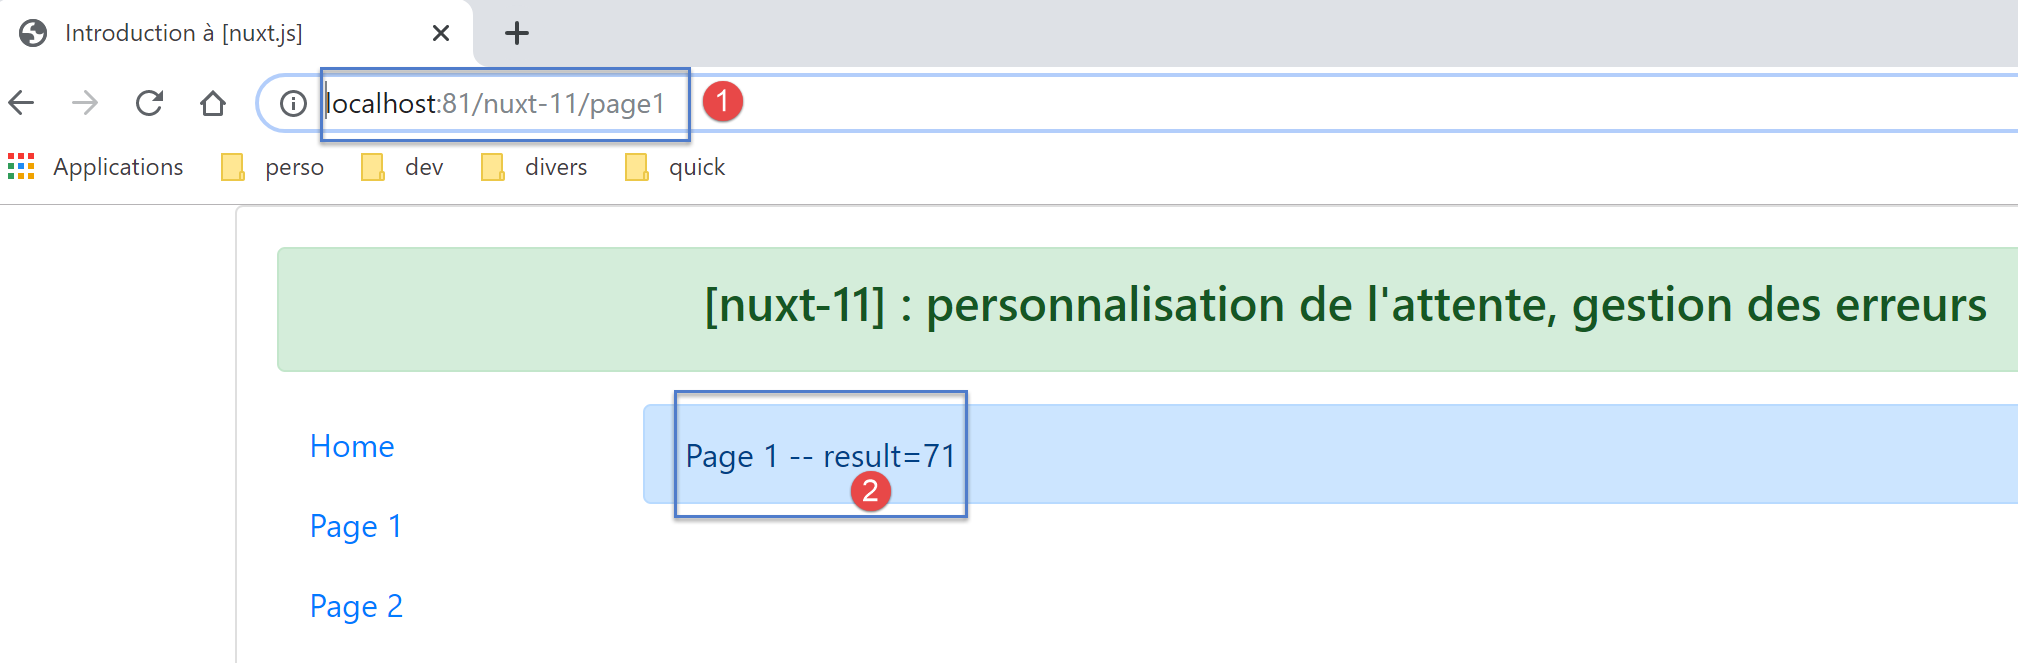 Introduction à [nuxt.js]
localhost:81/nuxt-11/page1
1
Applications perso dev divers quick
[nuxt-11] : personnalisation de l'attente, gestion des erreurs
Home
Page 1 -- result=71
2
Page 1
Page 2